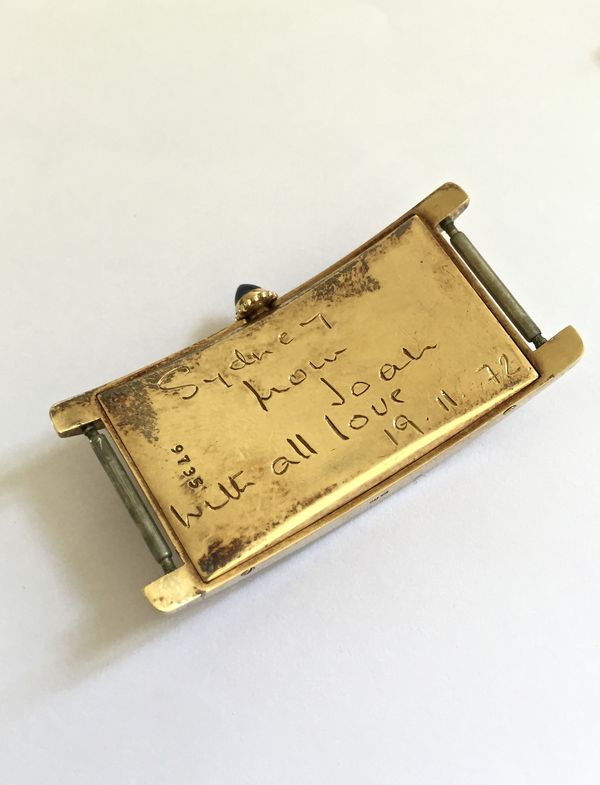 Sydney
from
Joan
With all love
19.11.72
9735